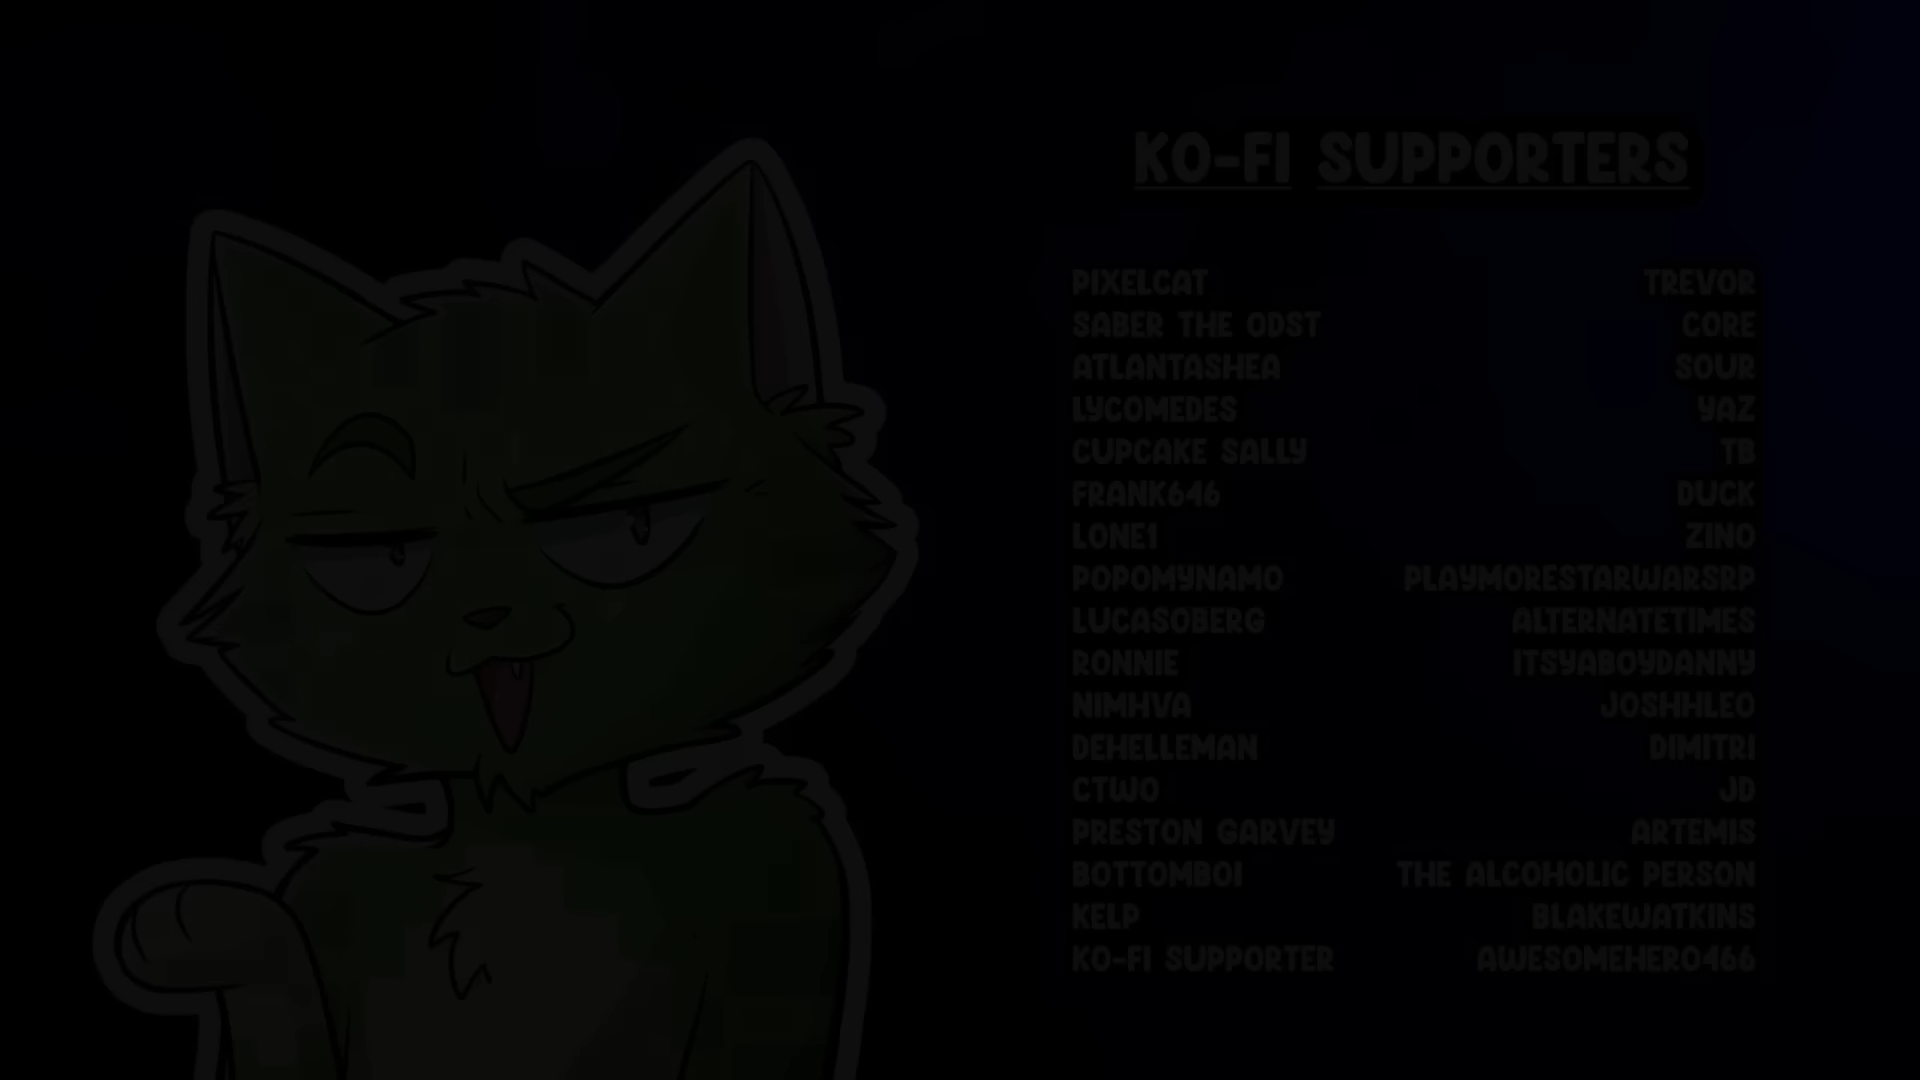 KO-FI SUPPORTERS
PIXELCAT
SABER THE ODST
ATLANTASHEA
LYCOMEDES
CUPCAKE SALLY
FRANK646
LONE1
POPOMYNAMO
LUCASOBERG
RONNIE
NIMHVA
DEHELLEMAN
CTWO
PRESTON GARVEY
BOTTOMBOI
KELP
KO-FI SUPPORTER
TREVOR
CORE
SOUR
YAZ
TB
DUCK
ZINO
PLAYMORESTARWARSRP
ALTERNATETIMES
ITSYABOYDANNY
JOSHHLEO
DIMITRI
JD
ARTEMIS
THE ALCOHOLIC PERSON
BLAKEWATKINS
AWESOMEHERO466